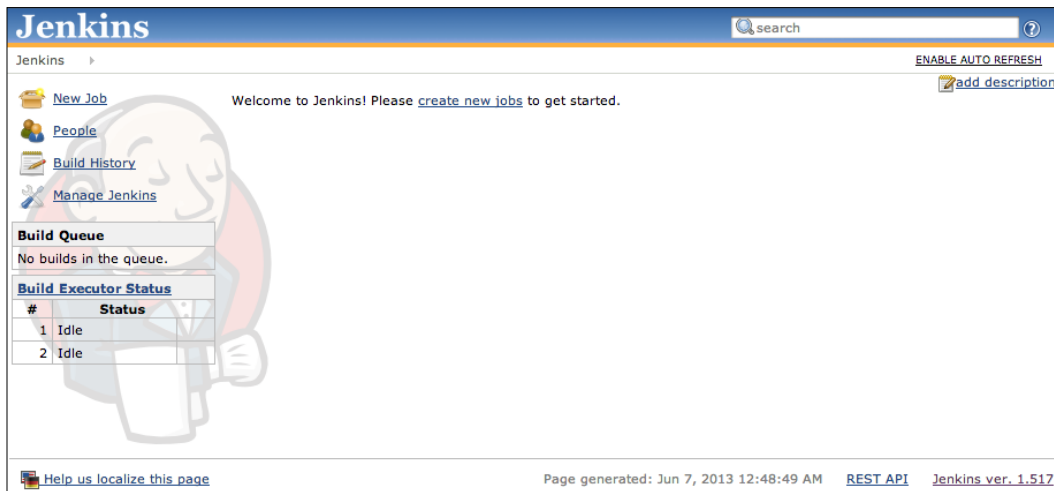 Jenkins
search
Jenkins
ENABLE AUTO REFRESH
add description
New Job
People
Build History
Manage Jenkins
Welcome to Jenkins! Please create new jobs to get started.
Build Queue
No builds in the queue.
Build Executor Status
# Status
1 Idle
2 Idle
Help us localize this page
Page generated: Jun 7, 2013 12:48:49 AM REST API Jenkins ver. 1.517